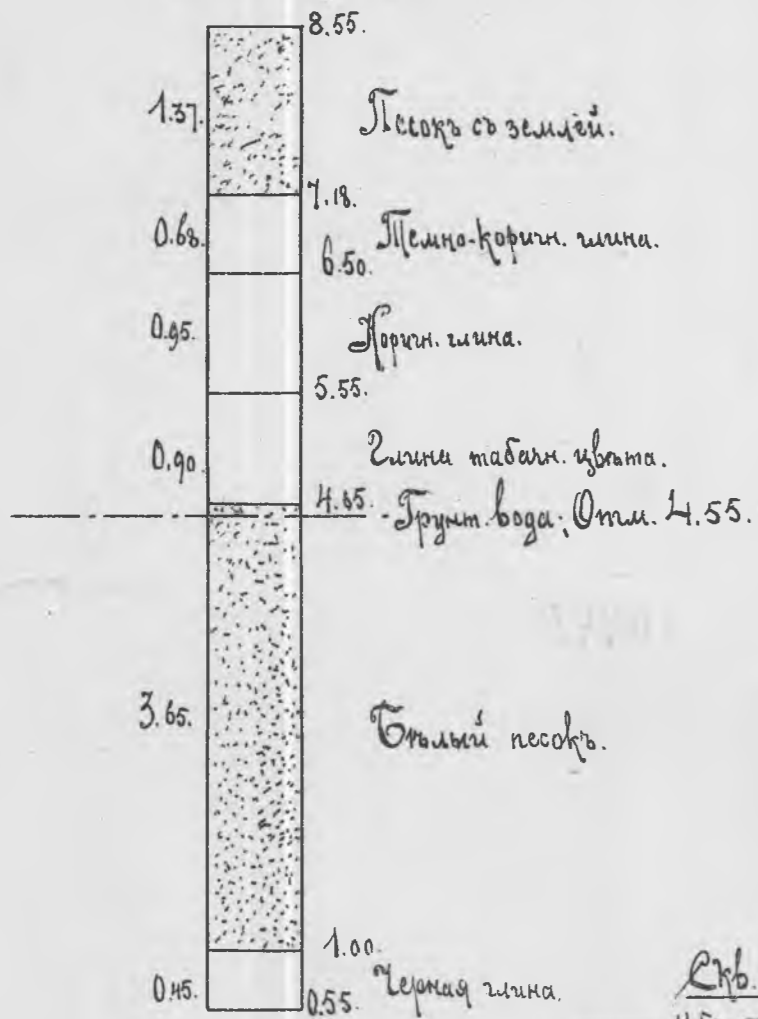 8.55.
1.37. Песокъ съ землей.
7.18.
0.68. Темно-коричн. глина.
6.50.
0.95. Коричн. глина.
5.55.
0.90. Глина табачн. цвѣта.
4.65.
Грунт. вода; Отм. 4.55.
3.65. Бѣлый песокъ.
1.00.
0.45. Черная глина.
0.55.
Скв.